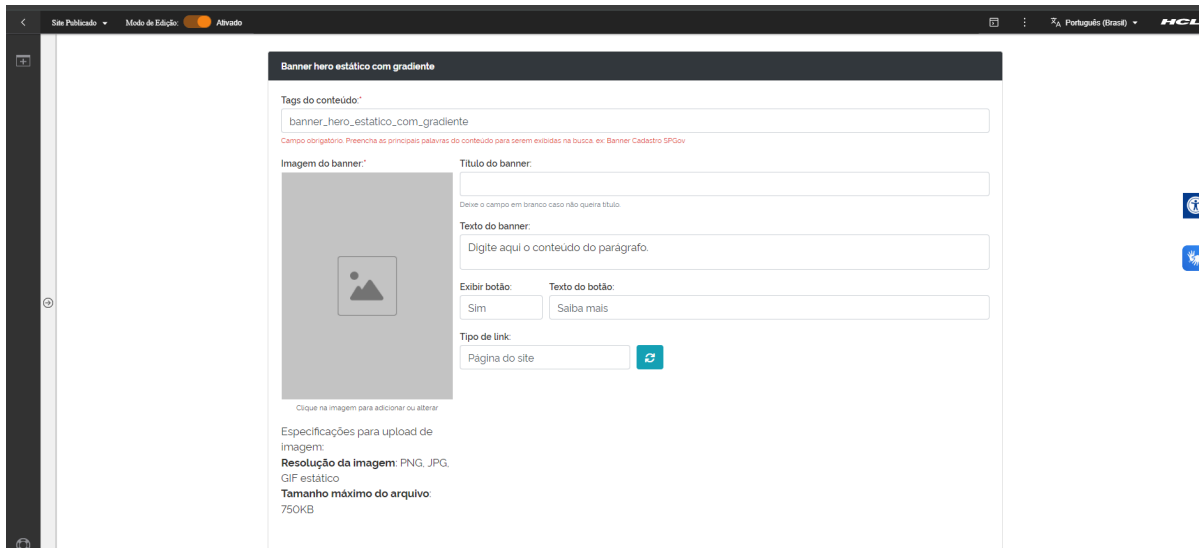 Site Publicado Modo de Edição: Ativado Português (Brasil) HCL
Banner hero estático com gradiente
Tags do conteúdo:*
banner_hero_estatico_com_gradiente
Campo obrigatório. Preencha as principais palavras do conteúdo para serem exibidas na busca. ex: Banner Cadastro SPGov
Imagem do banner:* Título do banner:
Deixe o campo em branco caso não queira título.
Texto do banner:
Digite aqui o conteúdo do parágrafo.
Exibir botão: Texto do botão:
Sim Saiba mais
Tipo de link:
Página do site
Clique na imagem para adicionar ou alterar
Especificações para upload de
imagem:
Resolução da imagem: PNG, JPG,
GIF estático
Tamanho máximo do arquivo:
750KB